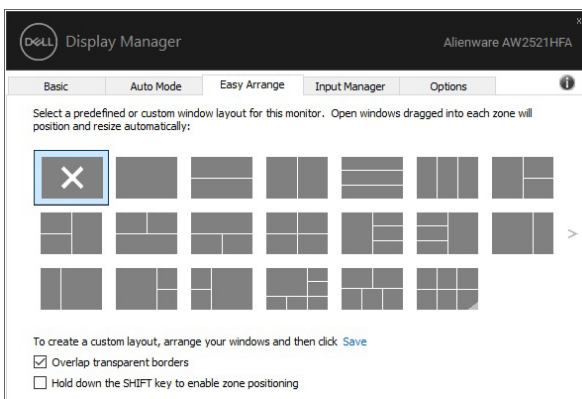 DELL Display Manager
Alienware AW2521HFA
Basic Auto Mode Easy Arrange Input Manager Options
Select a predefined or custom window layout for this monitor. Open windows dragged into each zone will
position and resize automatically:
To create a custom layout, arrange your windows and then click Save
Overlap transparent borders
Hold down the SHIFT key to enable zone positioning